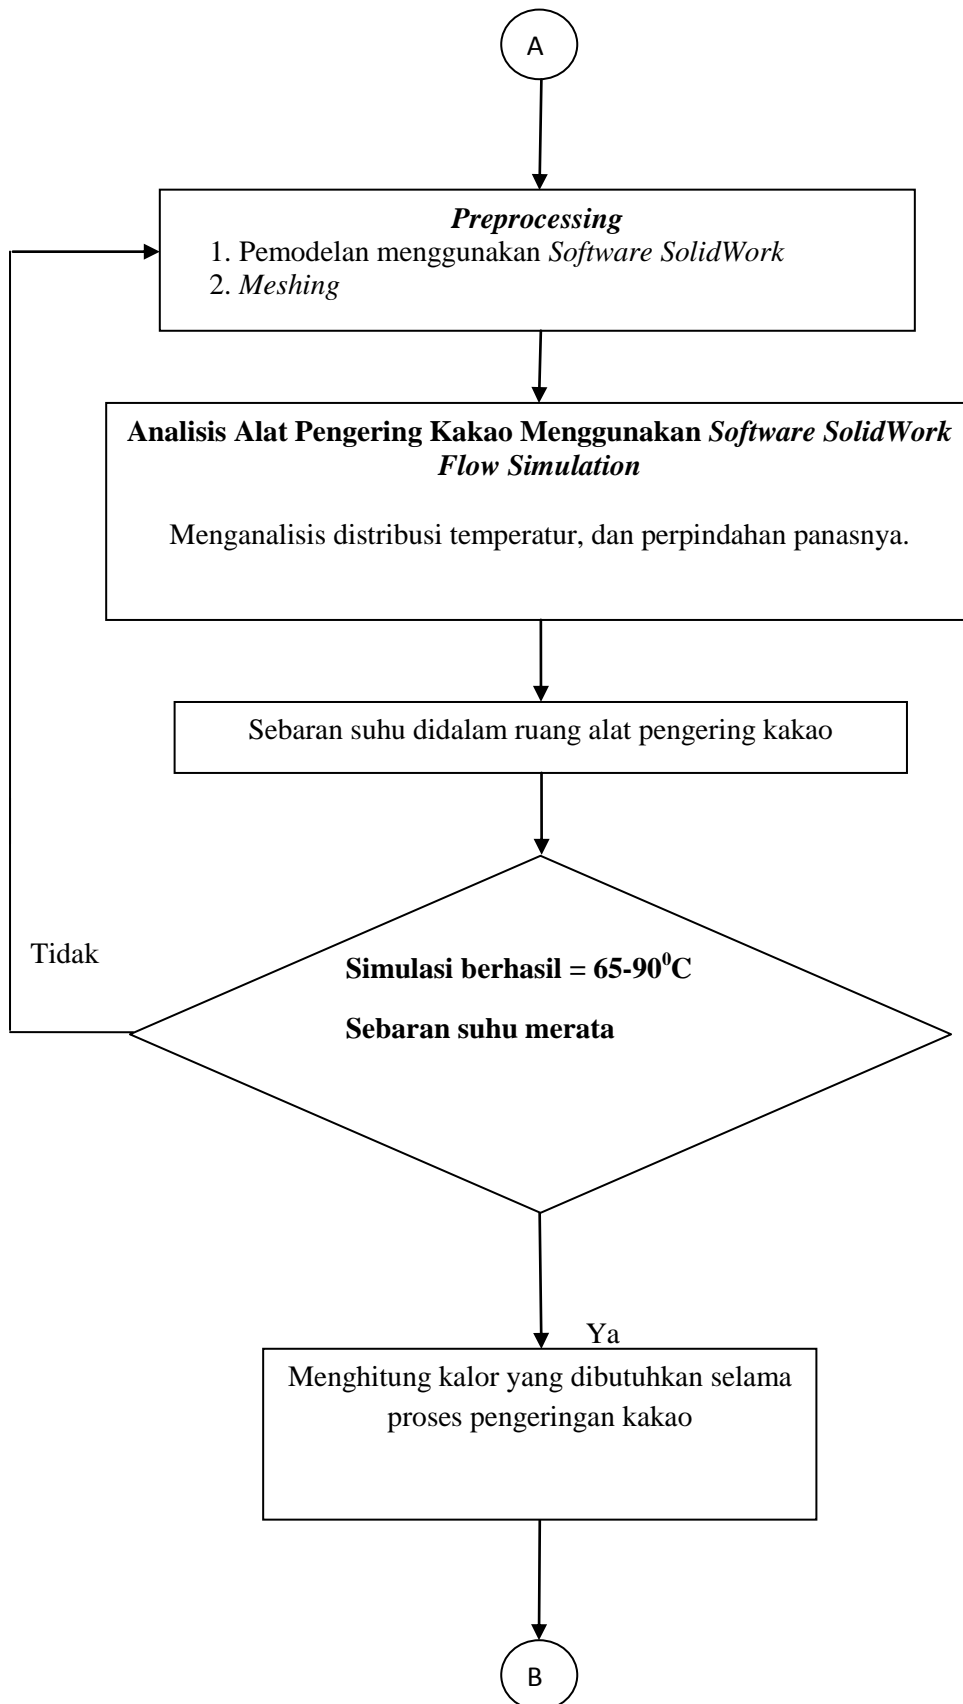 A
Preprocessing
1. Pemodelan menggunakan Software SolidWork
2. Meshing
Analisis Alat Pengering Kakao Menggunakan Software SolidWork
Flow Simulation
Menganalisis distribusi temperatur, dan perpindahan panasnya.
Sebaran suhu didalam ruang alat pengering kakao
Tidak
Simulasi berhasil = 65-90⁰C
Sebaran suhu merata
Ya
Menghitung kalor yang dibutuhkan selama
proses pengeringan kakao
B